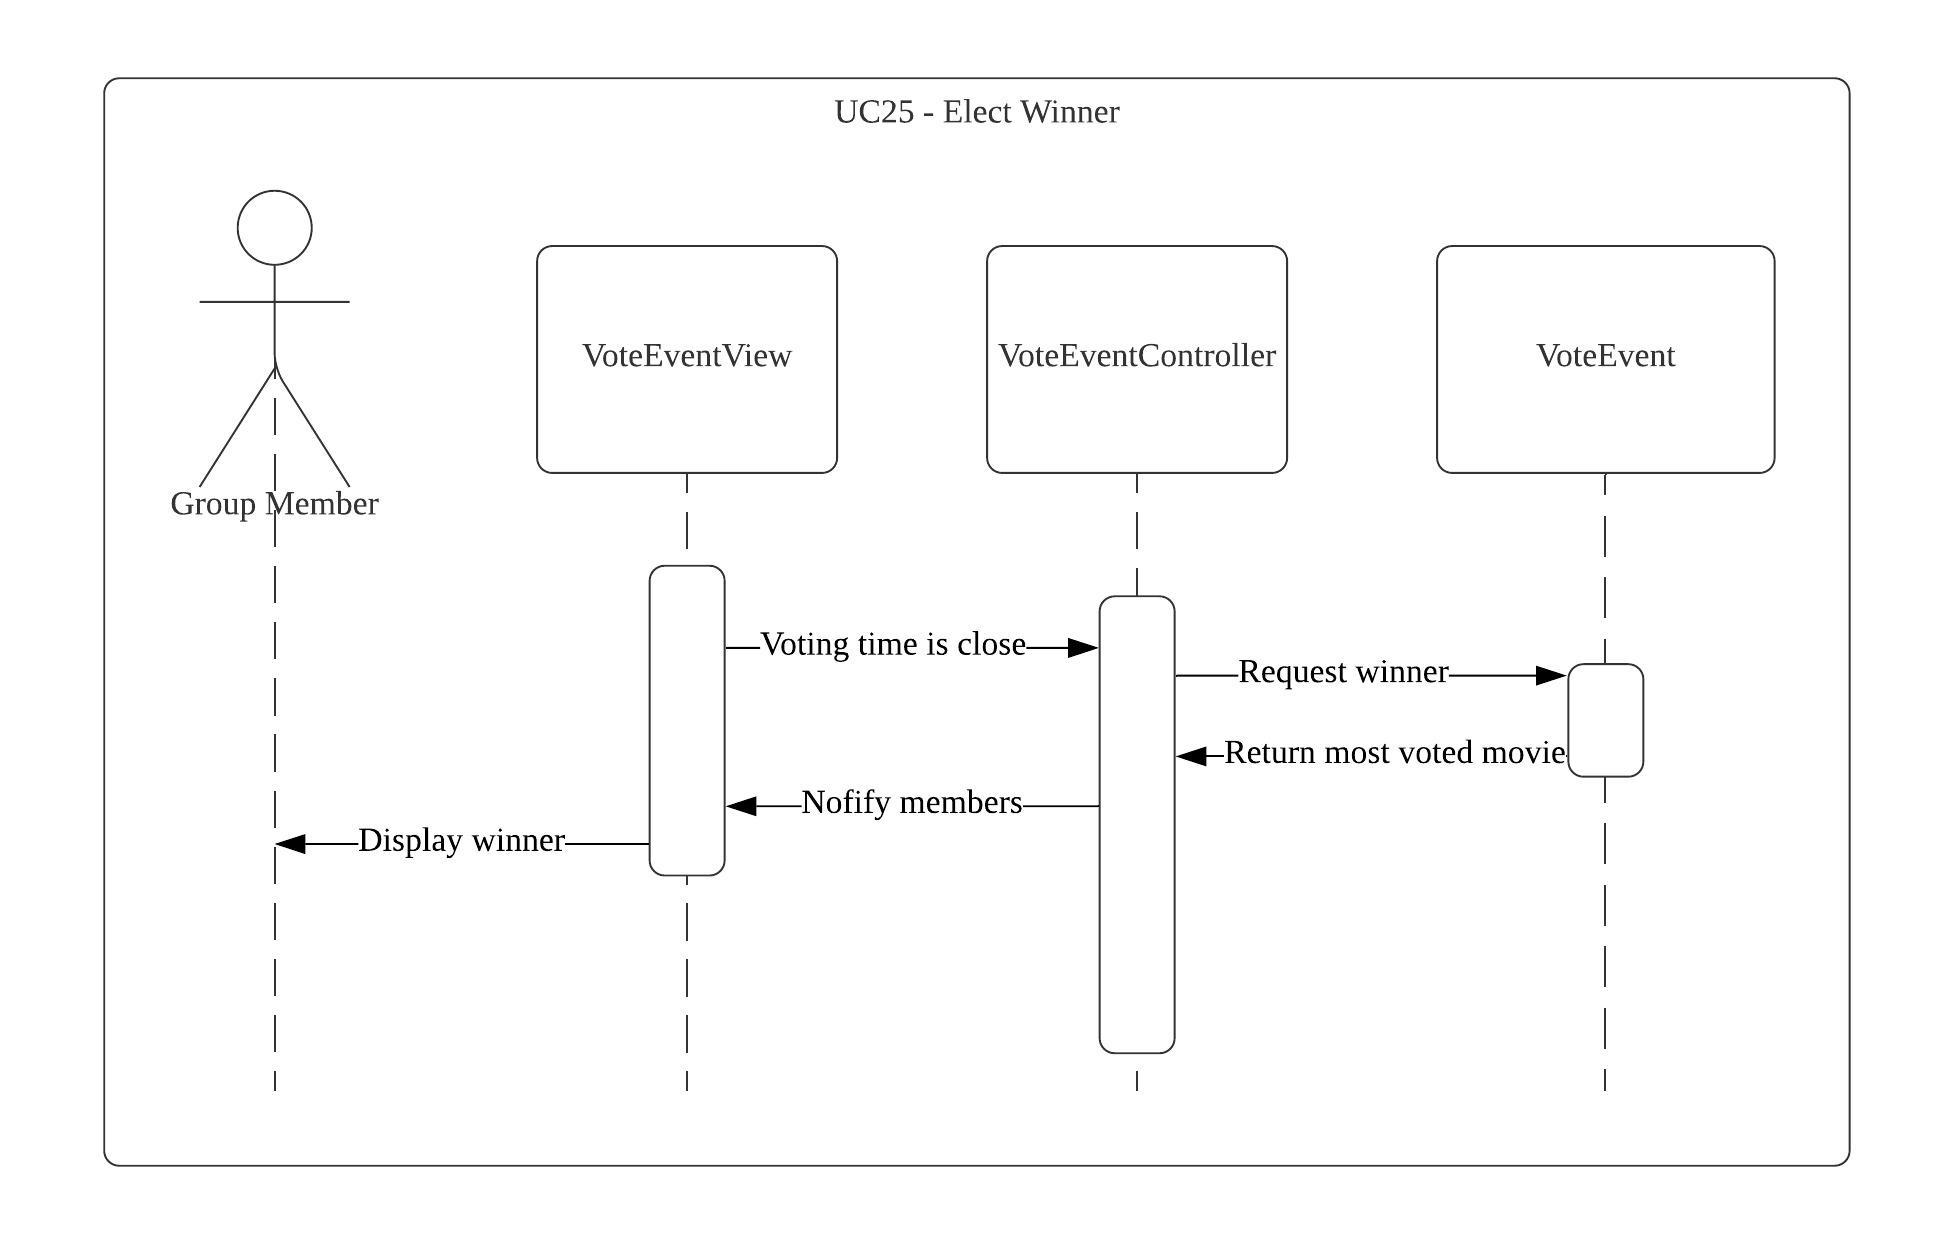 UC25 - Elect Winner
VoteEventView
VoteEventController
VoteEvent
Group Member
Voting time is close
Request winner
Return most voted movie
Nofify members
Display winner